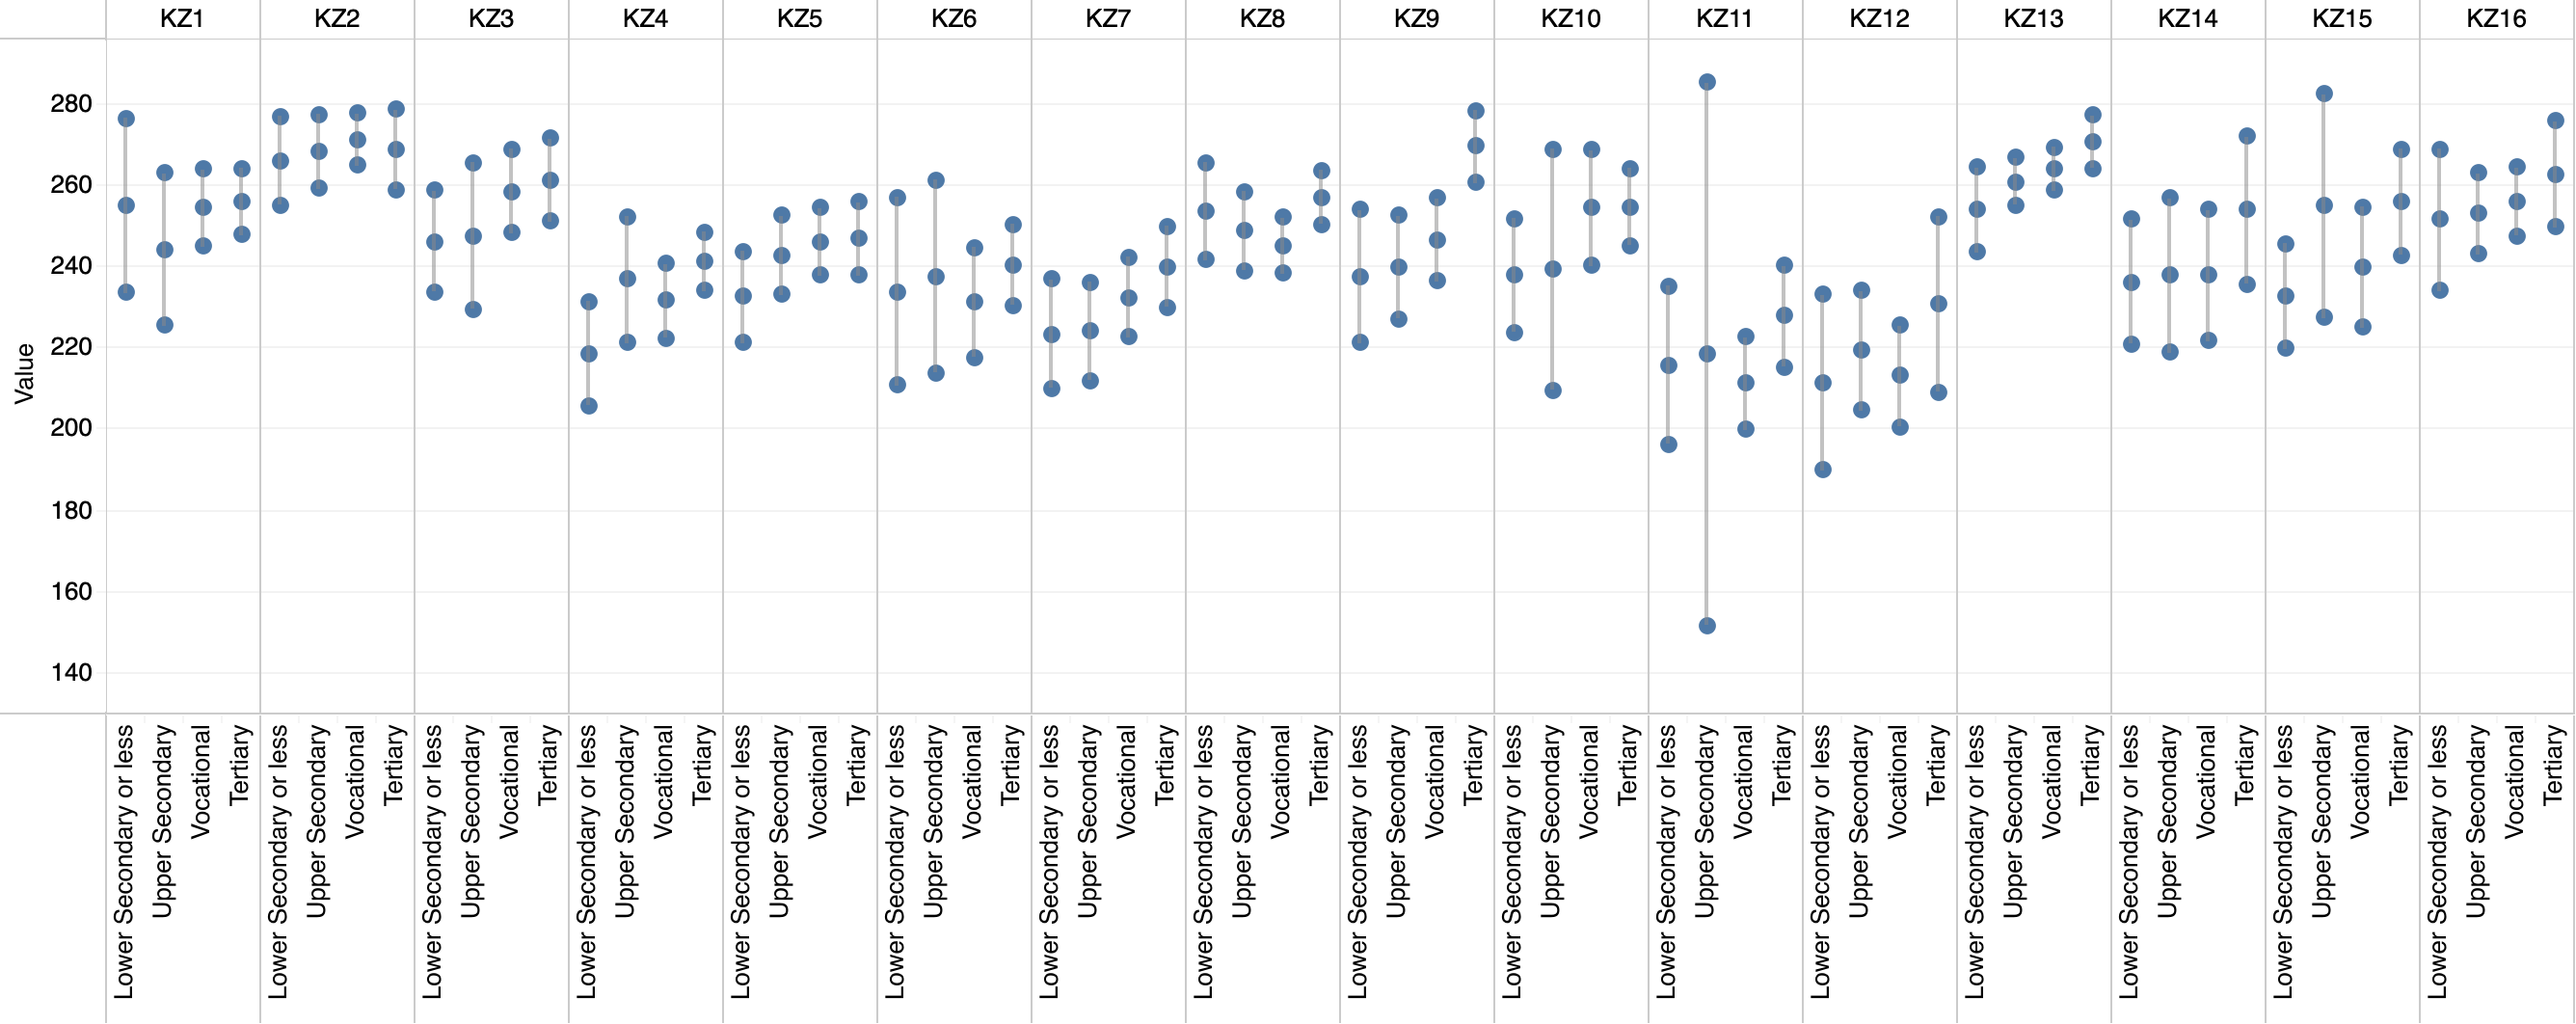 KZ1 KZ2 KZ3 KZ4 KZ5 KZ6 KZ7 KZ8 KZ9 KZ10 KZ11 KZ12 KZ13 KZ14 KZ15 KZ16
280
260
240
220
200
180
160
140
Value
Lower Secondary or less
Upper Secondary
Vocational
Tertiary
Lower Secondary or less
Upper Secondary
Vocational
Tertiary
Lower Secondary or less
Upper Secondary
Vocational
Tertiary
Lower Secondary or less
Upper Secondary
Vocational
Tertiary
Lower Secondary or less
Upper Secondary
Vocational
Tertiary
Lower Secondary or less
Upper Secondary
Vocational
Tertiary
Lower Secondary or less
Upper Secondary
Vocational
Tertiary
Lower Secondary or less
Upper Secondary
Vocational
Tertiary
Lower Secondary or less
Upper Secondary
Vocational
Tertiary
Lower Secondary or less
Upper Secondary
Vocational
Tertiary
Lower Secondary or less
Upper Secondary
Vocational
Tertiary
Lower Secondary or less
Upper Secondary
Vocational
Tertiary
Lower Secondary or less
Upper Secondary
Vocational
Tertiary
Lower Secondary or less
Upper Secondary
Vocational
Tertiary
Lower Secondary or less
Upper Secondary
Vocational
Tertiary
Lower Secondary or less
Upper Secondary
Vocational
Tertiary